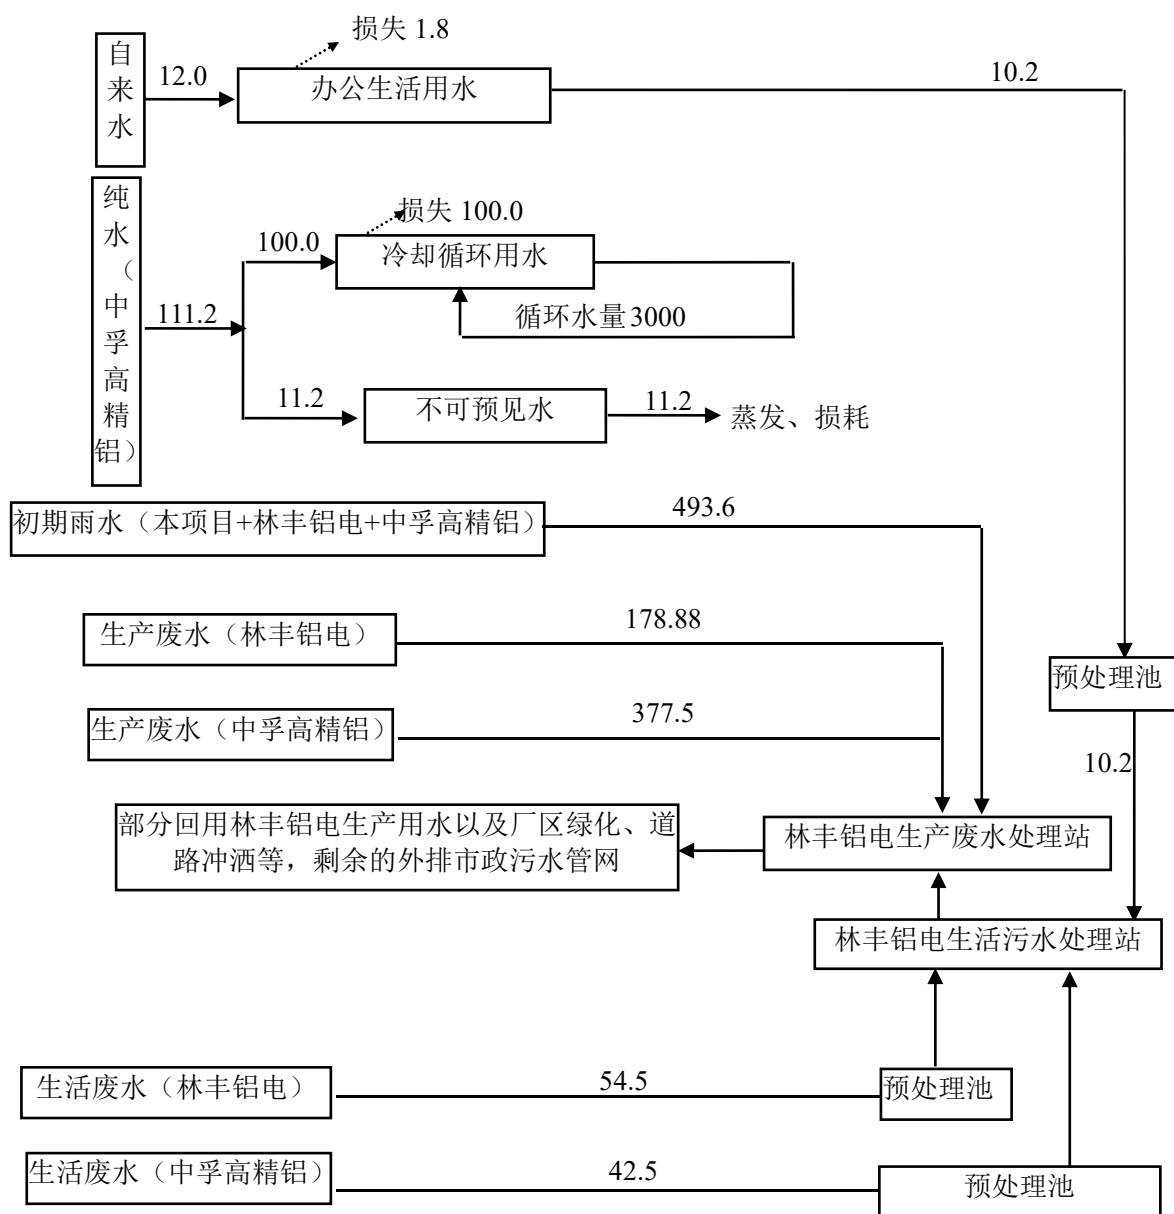 损失 1.8
自来水
12.0
办公生活用水
10.2
纯水（中孚高精铝）
损失 100.0
100.0
冷却循环用水
111.2
循环水量 3000
11.2
不可预见水
11.2
蒸发、损耗
初期雨水（本项目+林丰铝电+中孚高精铝）
493.6
生产废水（林丰铝电）
178.88
预处理池
生产废水（中孚高精铝）
377.5
10.2
部分回用林丰铝电生产用水以及厂区绿化、道
路冲洒等，剩余的外排市政污水管网
林丰铝电生产废水处理站
林丰铝电生活污水处理站
生活废水（林丰铝电）
54.5
预处理池
生活废水（中孚高精铝）
42.5
预处理池